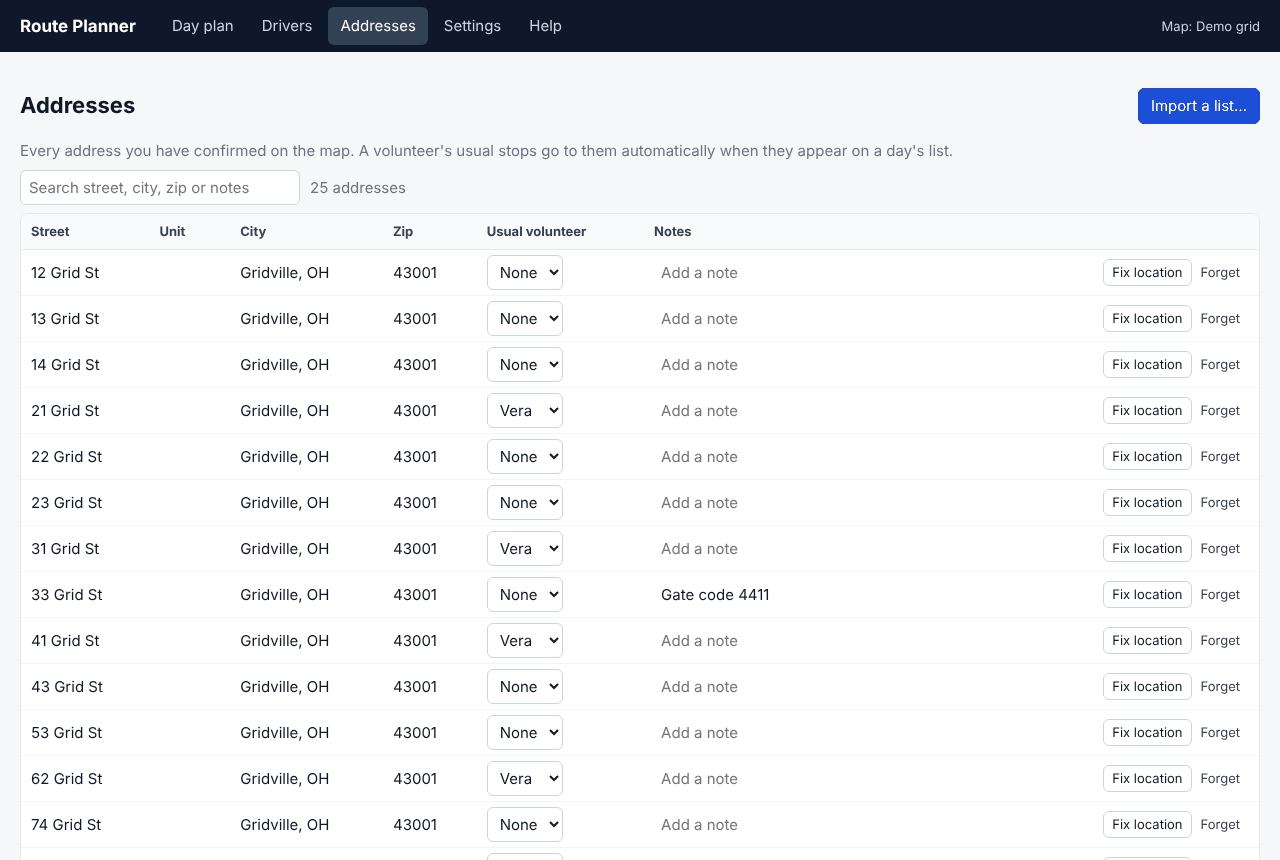 Route Planner Day plan Drivers Addresses Settings Help Map: Demo grid
Addresses Import a list...
Every address you have confirmed on the map. A volunteer's usual stops go to them automatically when they appear on a day's list.
Search street, city, zip or notes 25 addresses
Street Unit City Zip Usual volunteer Notes
12 Grid St Gridville, OH 43001 None Add a note Fix location Forget
13 Grid St Gridville, OH 43001 None Add a note Fix location Forget
14 Grid St Gridville, OH 43001 None Add a note Fix location Forget
21 Grid St Gridville, OH 43001 Vera Add a note Fix location Forget
22 Grid St Gridville, OH 43001 None Add a note Fix location Forget
23 Grid St Gridville, OH 43001 None Add a note Fix location Forget
31 Grid St Gridville, OH 43001 Vera Add a note Fix location Forget
33 Grid St Gridville, OH 43001 None Gate code 4411 Fix location Forget
41 Grid St Gridville, OH 43001 Vera Add a note Fix location Forget
43 Grid St Gridville, OH 43001 None Add a note Fix location Forget
53 Grid St Gridville, OH 43001 None Add a note Fix location Forget
62 Grid St Gridville, OH 43001 Vera Add a note Fix location Forget
74 Grid St Gridville, OH 43001 None Add a note Fix location Forget